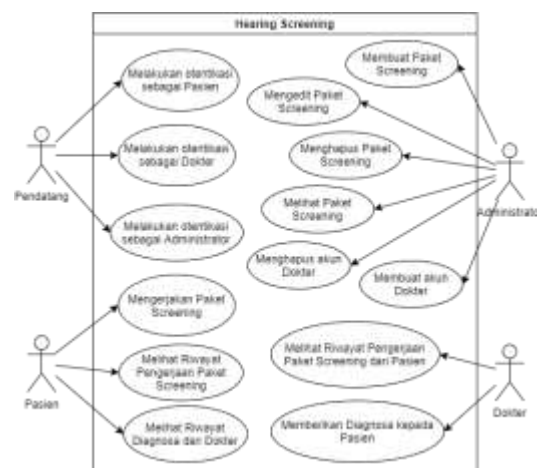 Hearing Screening
Melakukan otentikasi
sebagai Pasien
Membuat Paket
Screening
Mengedit Paket
Screening
Melakukan otentikasi
sebagai Dokter
Menghapus Paket
Screening
Pendatang
Administrator
Melihat Paket
Screening
Melakukan otentikasi
sebagai Administrator
Menghapus akun
Dokter
Membuat akun
Dokter
Mengerjakan Paket
Screening
Melihat Riwayat
Pengerjaan Paket
Screening
Melihat Riwayat Pengerjaan
Paket Screening dari Pasien
Pasien
Dokter
Melihat Riwayat
Diagnosa dari Dokter
Memberikan Diagnosa kepada
Pasien